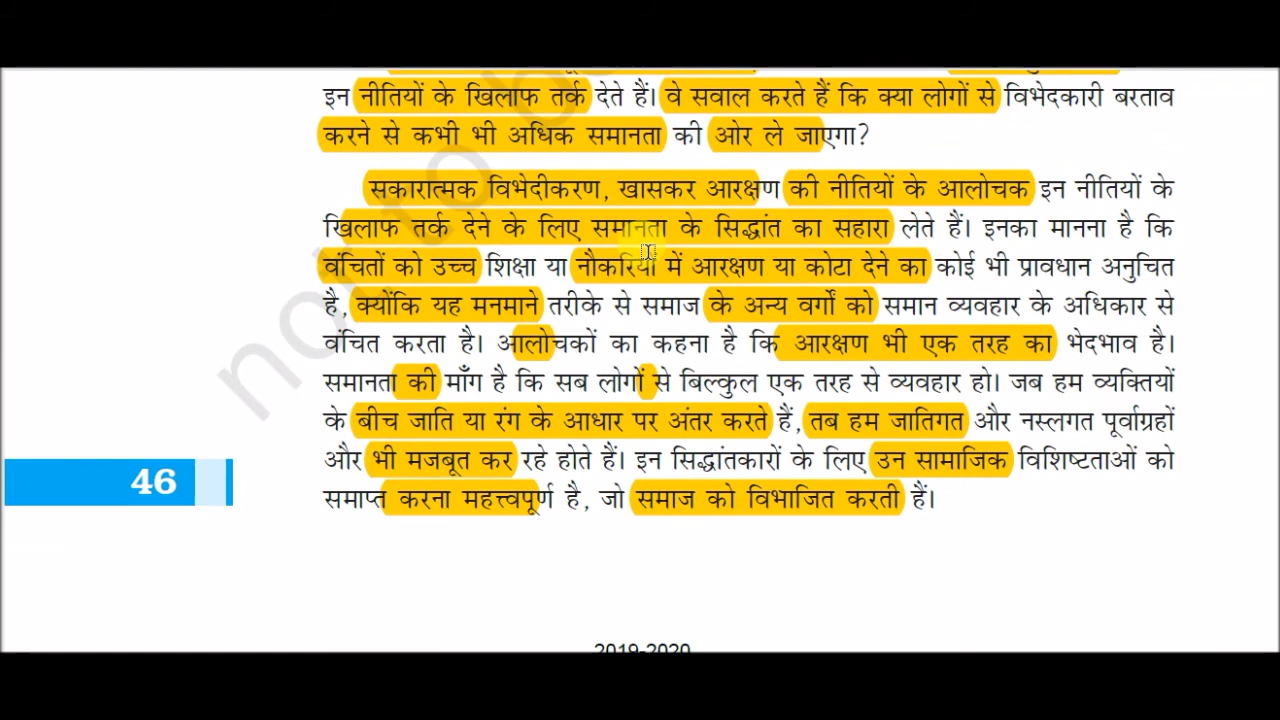 इन नीतियों के खिलाफ तर्क देते हैं। वे सवाल करते हैं कि क्या लोगों से विभेदकारी बरताव
करने से कभी भी अधिक समानता की ओर ले जाएगा?
सकारात्मक विभेदीकरण, खासकर आरक्षण की नीतियों के आलोचक इन नीतियों के
खिलाफ तर्क देने के लिए समानता के सिद्धांत का सहारा लेते हैं। इनका मानना है कि
वंचितों को उच्च शिक्षा या नौकरियों में आरक्षण या कोटा देने का कोई भी प्रावधान अनुचित
है, क्योंकि यह मनमाने तरीके से समाज के अन्य वर्गों को समान व्यवहार के अधिकार से
वंचित करता है। आलोचकों का कहना है कि आरक्षण भी एक तरह का भेदभाव है।
समानता की माँग है कि सब लोगों से बिल्कुल एक तरह से व्यवहार हो। जब हम व्यक्तियों
के बीच जाति या रंग के आधार पर अंतर करते हैं, तब हम जातिगत और नस्लगत पूर्वाग्रहों
और भी मजबूत कर रहे होते हैं। इन सिद्धांतकारों के लिए उन सामाजिक विशिष्टताओं को
46
समाप्त करना महत्त्वपूर्ण है, जो समाज को विभाजित करती हैं।
not to b
2019-2020